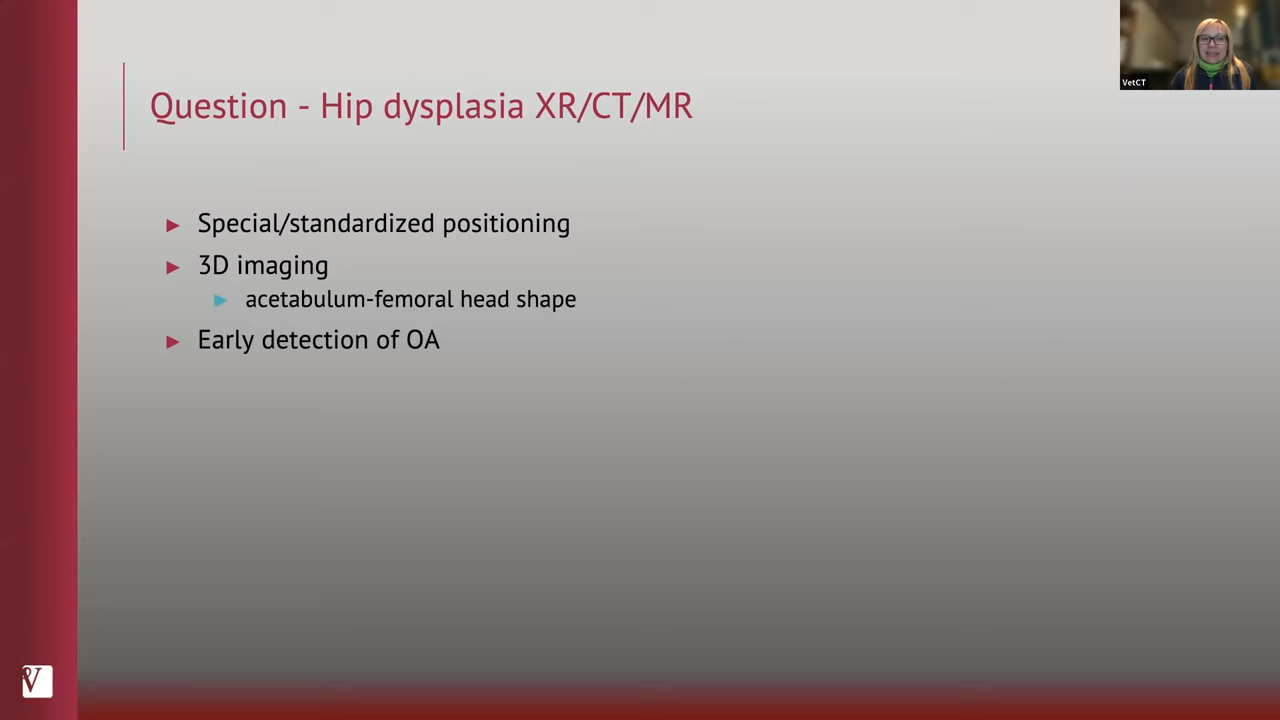 Question - Hip dysplasia XR/CT/MR
Special/standardized positioning
3D imaging
acetabulum-femoral head shape
Early detection of OA
VetCT
V